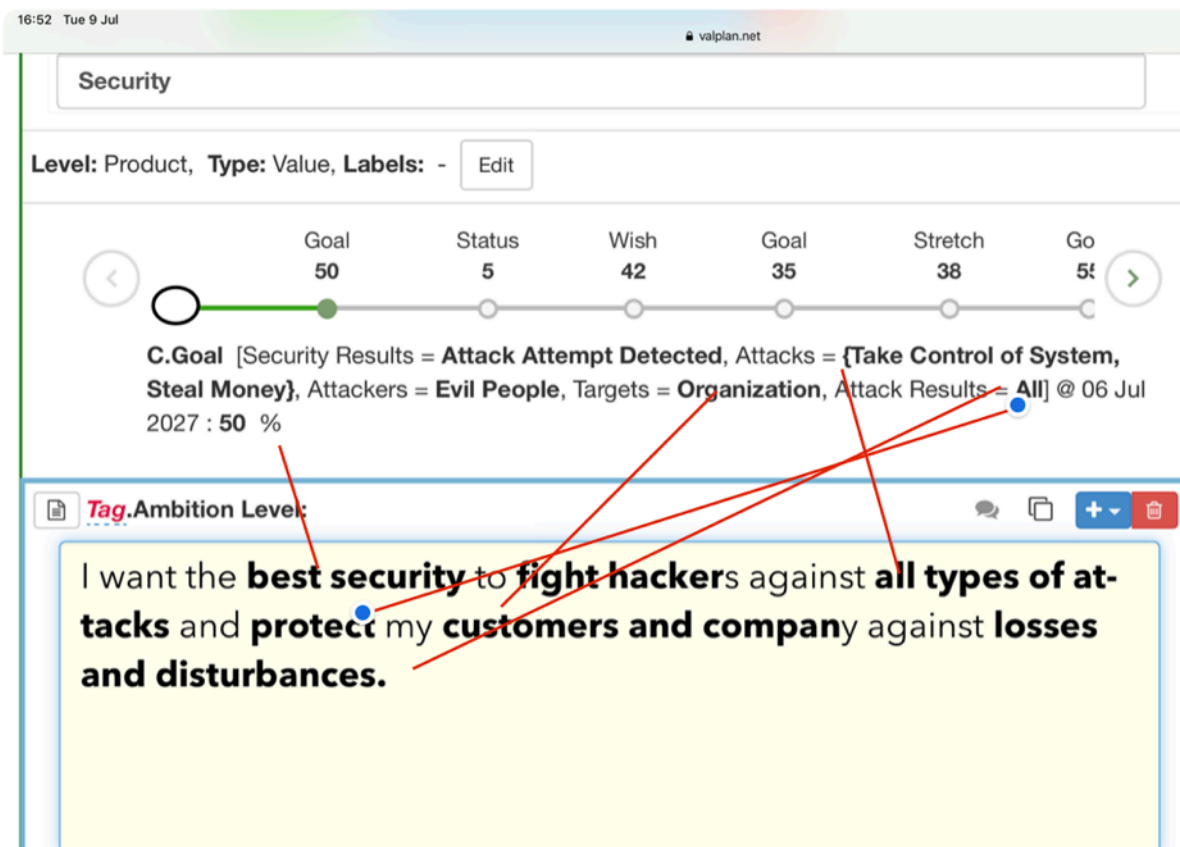 16:52 Tue 9 Jul
valplan.net
Security
Level: Product, Type: Value, Labels: - Edit
Goal Status Wish Goal Stretch Go
50 5 42 35 38
C.Goal [Security Results = Attack Attempt Detected, Attacks = {Take Control of System,
Steal Money}, Attackers = Evil People, Targets = Organization, Attack Results = All] @ 06 Jul
2027 : 50 %
Tag.Ambition Level:
I want the best security to fight hackers against all types of at-
tacks and protect my customers and company against losses
and disturbances.